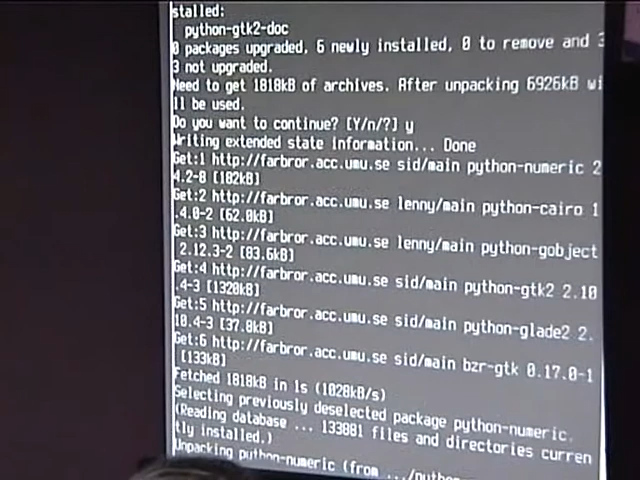 stalled:
python-gtk2-doc
0 packages upgraded, 6 newly installed, 0 to remove and 3
3 not upgraded.
Need to get 1818kB of archives. After unpacking 6926kB wi
ll be used.
Do you want to continue? [Y/n/?] y
Writing extended state information... Done
Get:1 http://farbror.acc.umu.se sid/main python-numeric 2
4.2-8 [182kB]
Get:2 http://farbror.acc.umu.se lenny/main python-cairo 1
.4.0-2 [62.0kB]
Get:3 http://farbror.acc.umu.se lenny/main python-gobject
2.12.3-2 [83.6kB]
Get:4 http://farbror.acc.umu.se sid/main python-gtk2 2.10
.4-3 [1320kB]
Get:5 http://farbror.acc.umu.se sid/main python-glade2 2.
10.4-3 [37.8kB]
Get:6 http://farbror.acc.umu.se sid/main bzr-gtk 0.17.0-1
[133kB]
Fetched 1818kB in 1s (1028kB/s)
Selecting previously deselected package python-numeric.
(Reading database ... 133881 files and directories curren
tly installed.)
Unpacking python-numeric (from